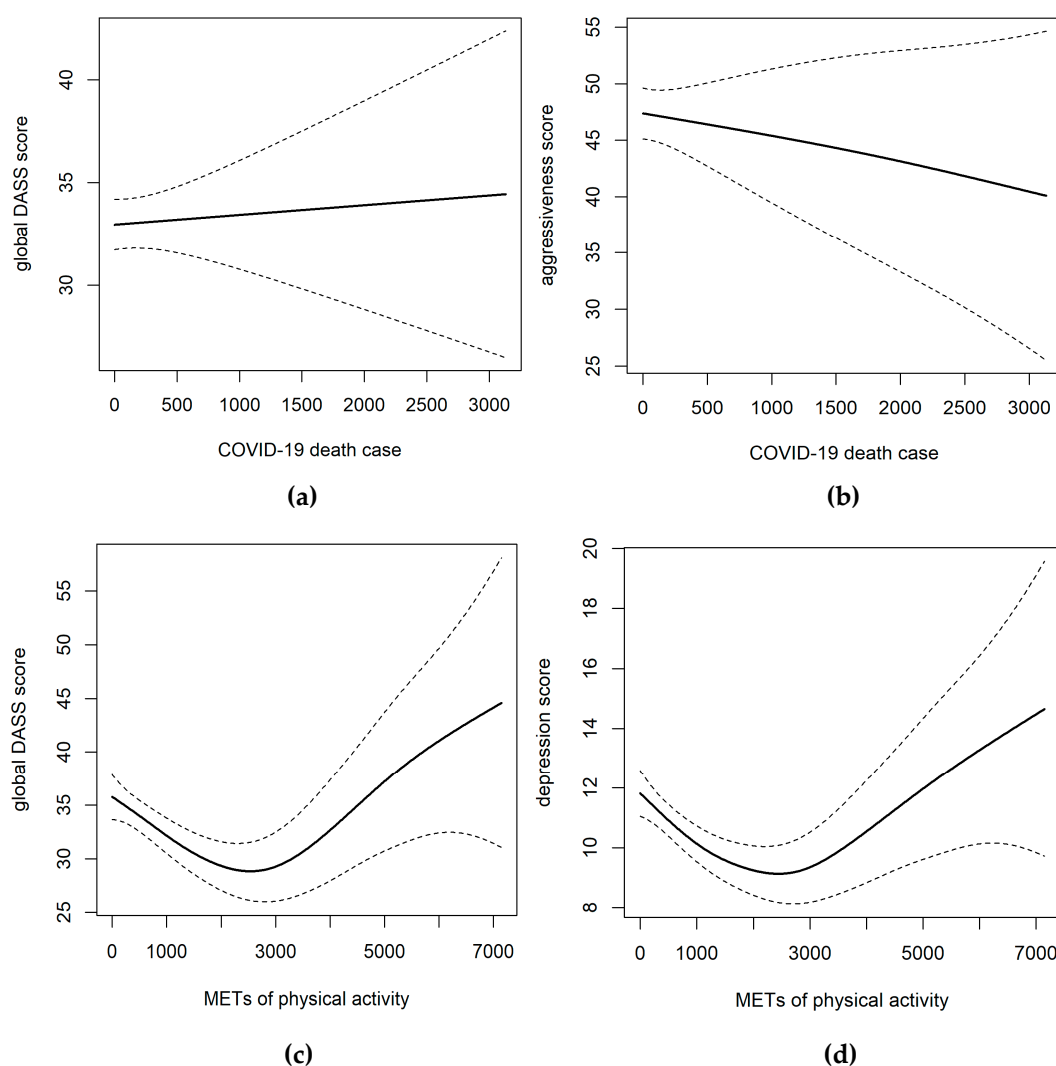 global DASS score
40
35
30
0 500 1000 1500 2000 2500 3000
COVID-19 death case
(a)
aggressiveness score
55
50
45
40
35
30
25
0 500 1000 1500 2000 2500 3000
COVID-19 death case
(b)
global DASS score
55
50
45
40
35
30
25
0 1000 3000 5000 7000
METs of physical activity
(c)
depression score
20
18
16
14
12
10
8
0 1000 3000 5000 7000
METs of physical activity
(d)